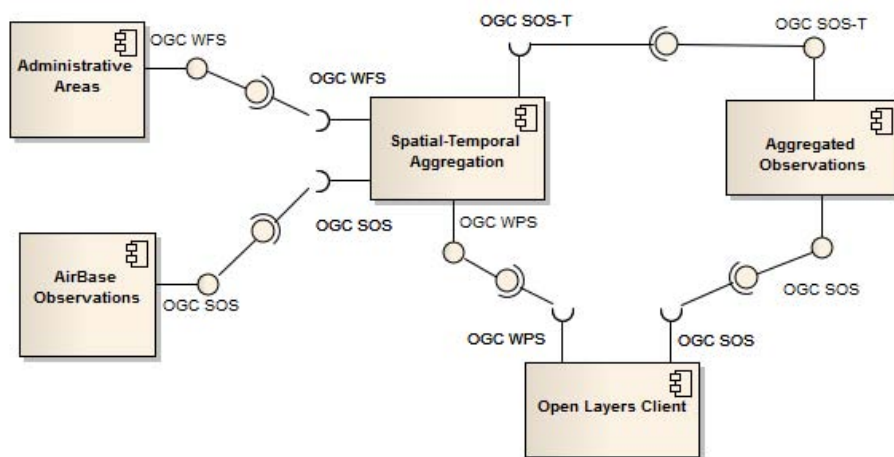 OGC SOS-T
OGC SOS-T
OGC WFS
Administrative
Areas
OGC WFS
Spatial-Temporal
Aggregation
Aggregated
Observations
OGC SOS
OGC WPS
AirBase
Observations
OGC SOS
OGC SOS
OGC WPS
OGC SOS
Open Layers Client